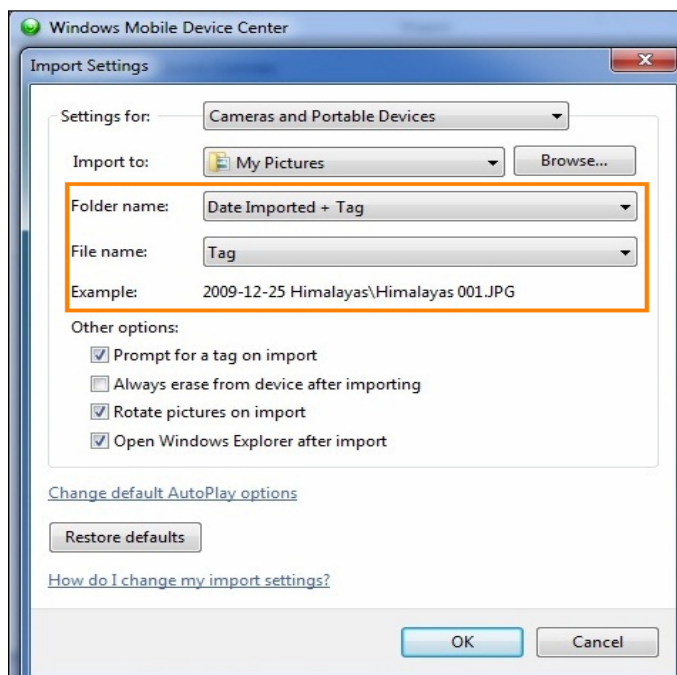 Windows Mobile Device Center
Import Settings
Settings for: Cameras and Portable Devices
Import to: My Pictures Browse...
Folder name: Date Imported + Tag
File name: Tag
Example: 2009-12-25 Himalayas\Himalayas 001.JPG
Other options:
Prompt for a tag on import
Always erase from device after importing
Rotate pictures on import
Open Windows Explorer after import
Change default AutoPlay options
Restore defaults
How do I change my import settings?
OK Cancel